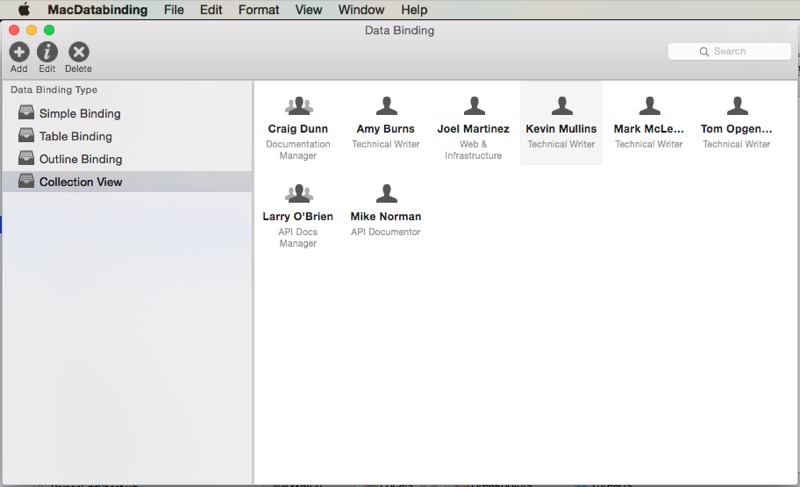 MacDatabinding File Edit Format View Window Help
Data Binding
Add Edit Delete
Search
Data Binding Type
Simple Binding
Table Binding
Outline Binding
Collection View
Craig Dunn
Documentation
Manager
Amy Burns
Technical Writer
Joel Martinez
Web &
Infrastructure
Kevin Mullins
Technical Writer
Mark McLe...
Technical Writer
Tom Opgen...
Technical Writer
Larry O'Brien
API Docs
Manager
Mike Norman
API Documentor